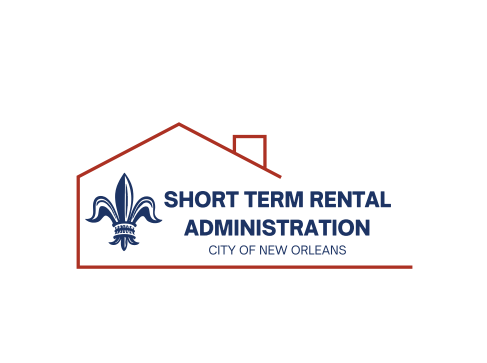 SHORT TERM RENTAL
ADMINISTRATION
CITY OF NEW ORLEANS